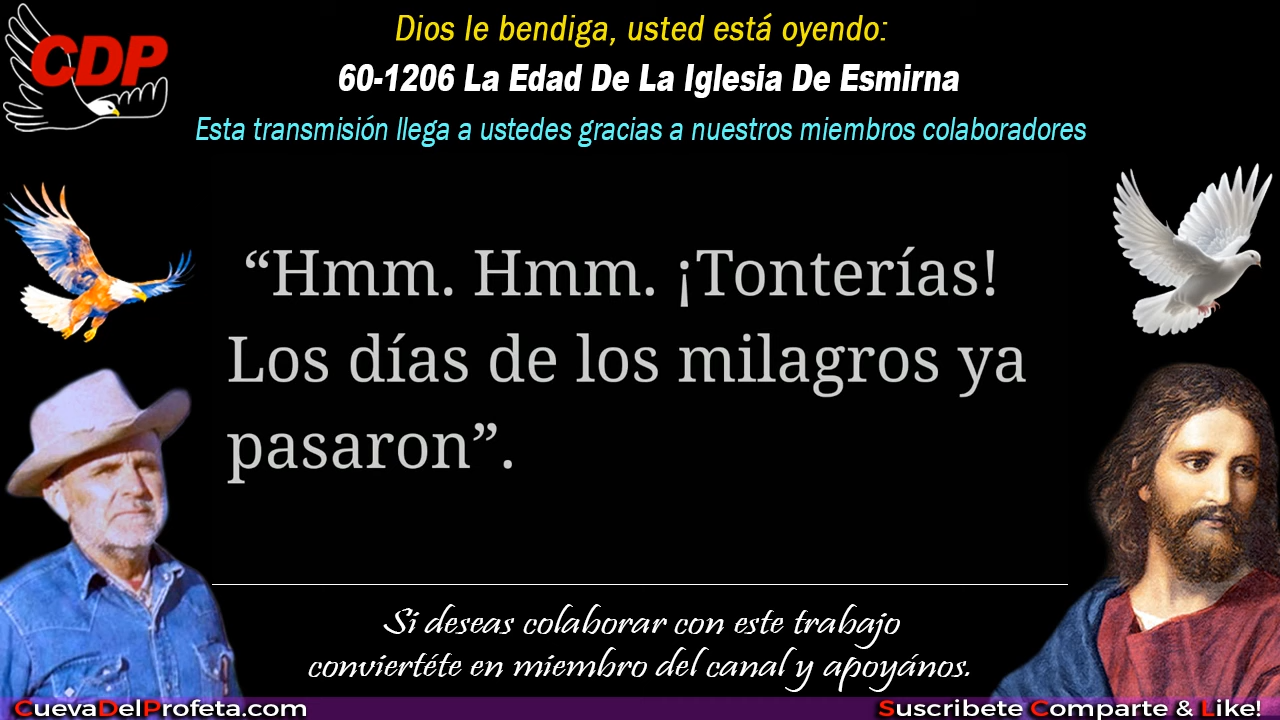 CDP
Dios le bendiga, usted está oyendo:
60-1206 La Edad De La Iglesia De Esmirna
Esta transmisión llega a ustedes gracias a nuestros miembros colaboradores
“Hmm. Hmm. ¡Tonterías!
Los días de los milagros ya
pasaron”.
Si deseas colaborar con este trabajo
conviertéte en miembro del canal y apoyános.
CuevaDelProfeta.com
Suscribete Comparte & Like!